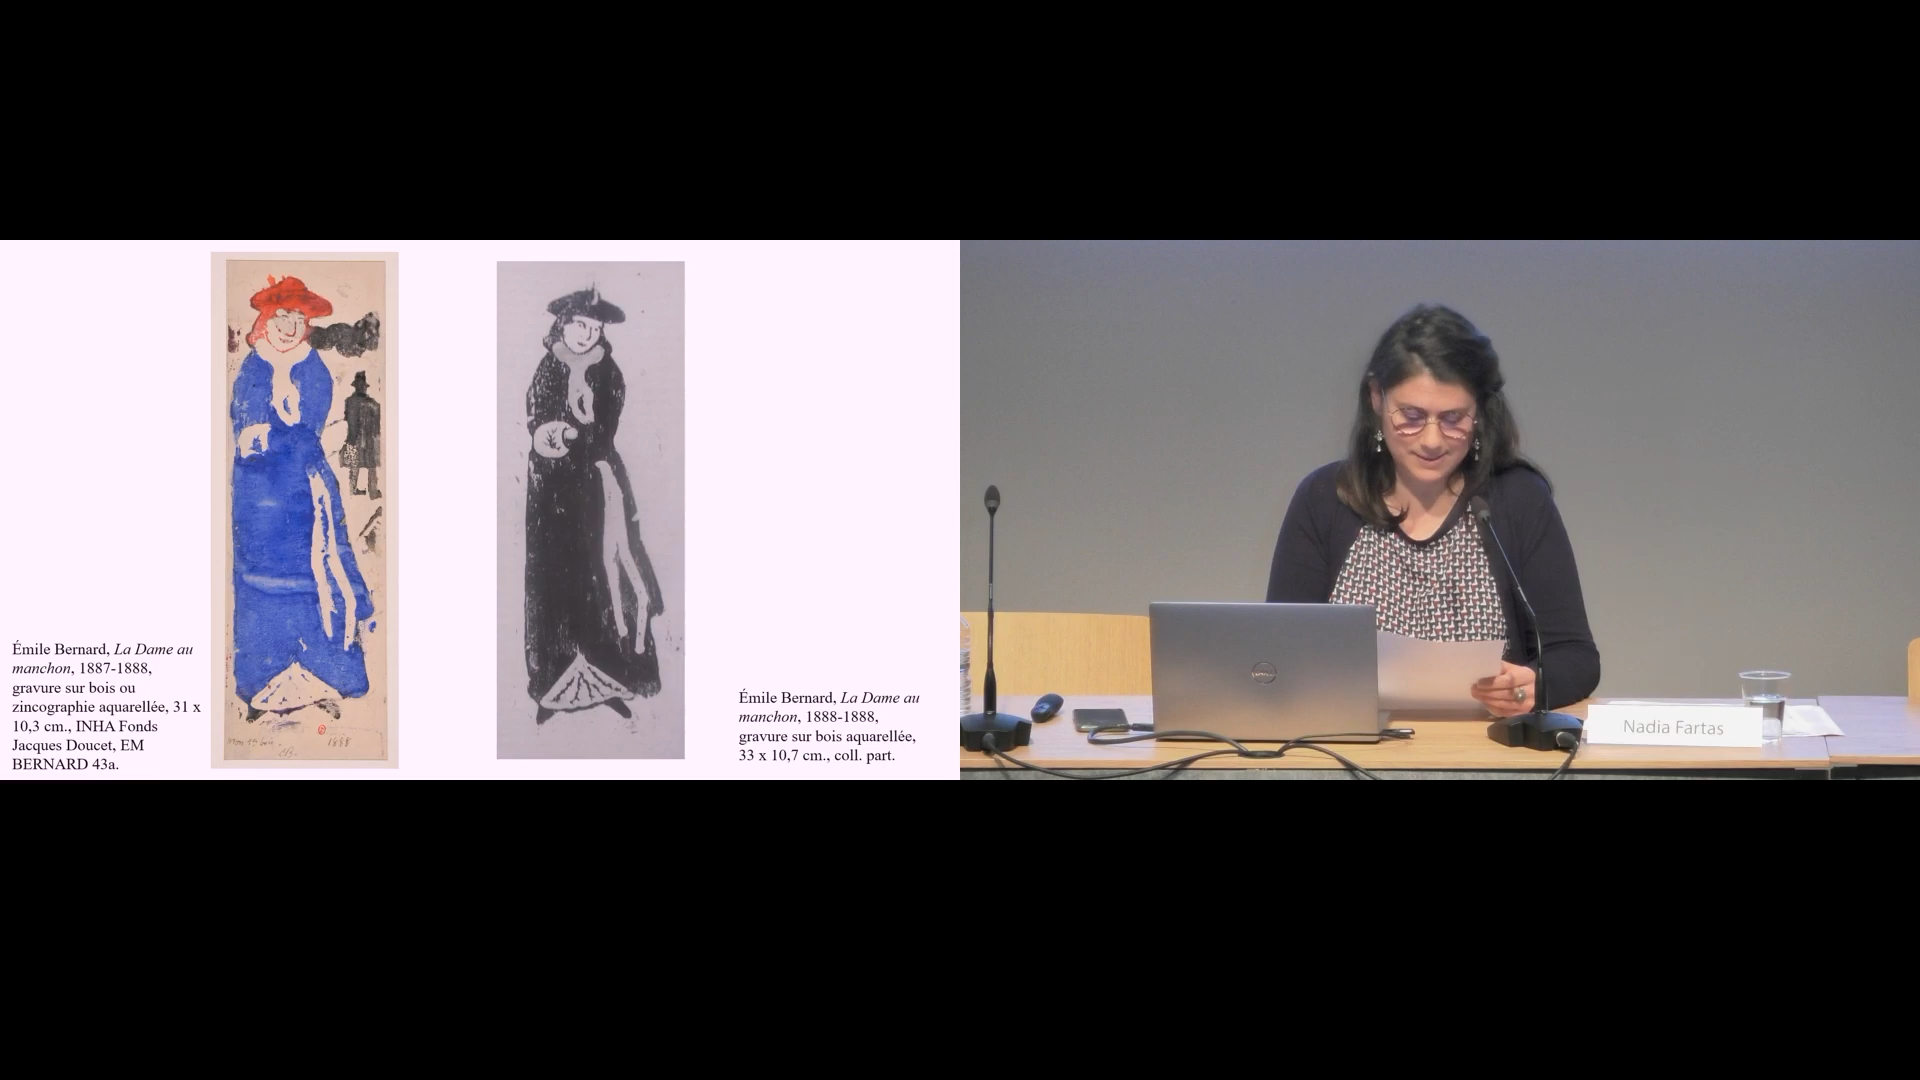 Émile Bernard, La Dame au
manchon, 1887-1888,
gravure sur bois ou
zincographie aquarellée, 31 x
10,3 cm., INHA Fonds
Jacques Doucet, EM
BERNARD 43a.
1888
Émile Bernard, La Dame au
manchon, 1888-1888,
gravure sur bois aquarellée,
33 x 10,7 cm., coll. part.
DELL
Nadia Fartas